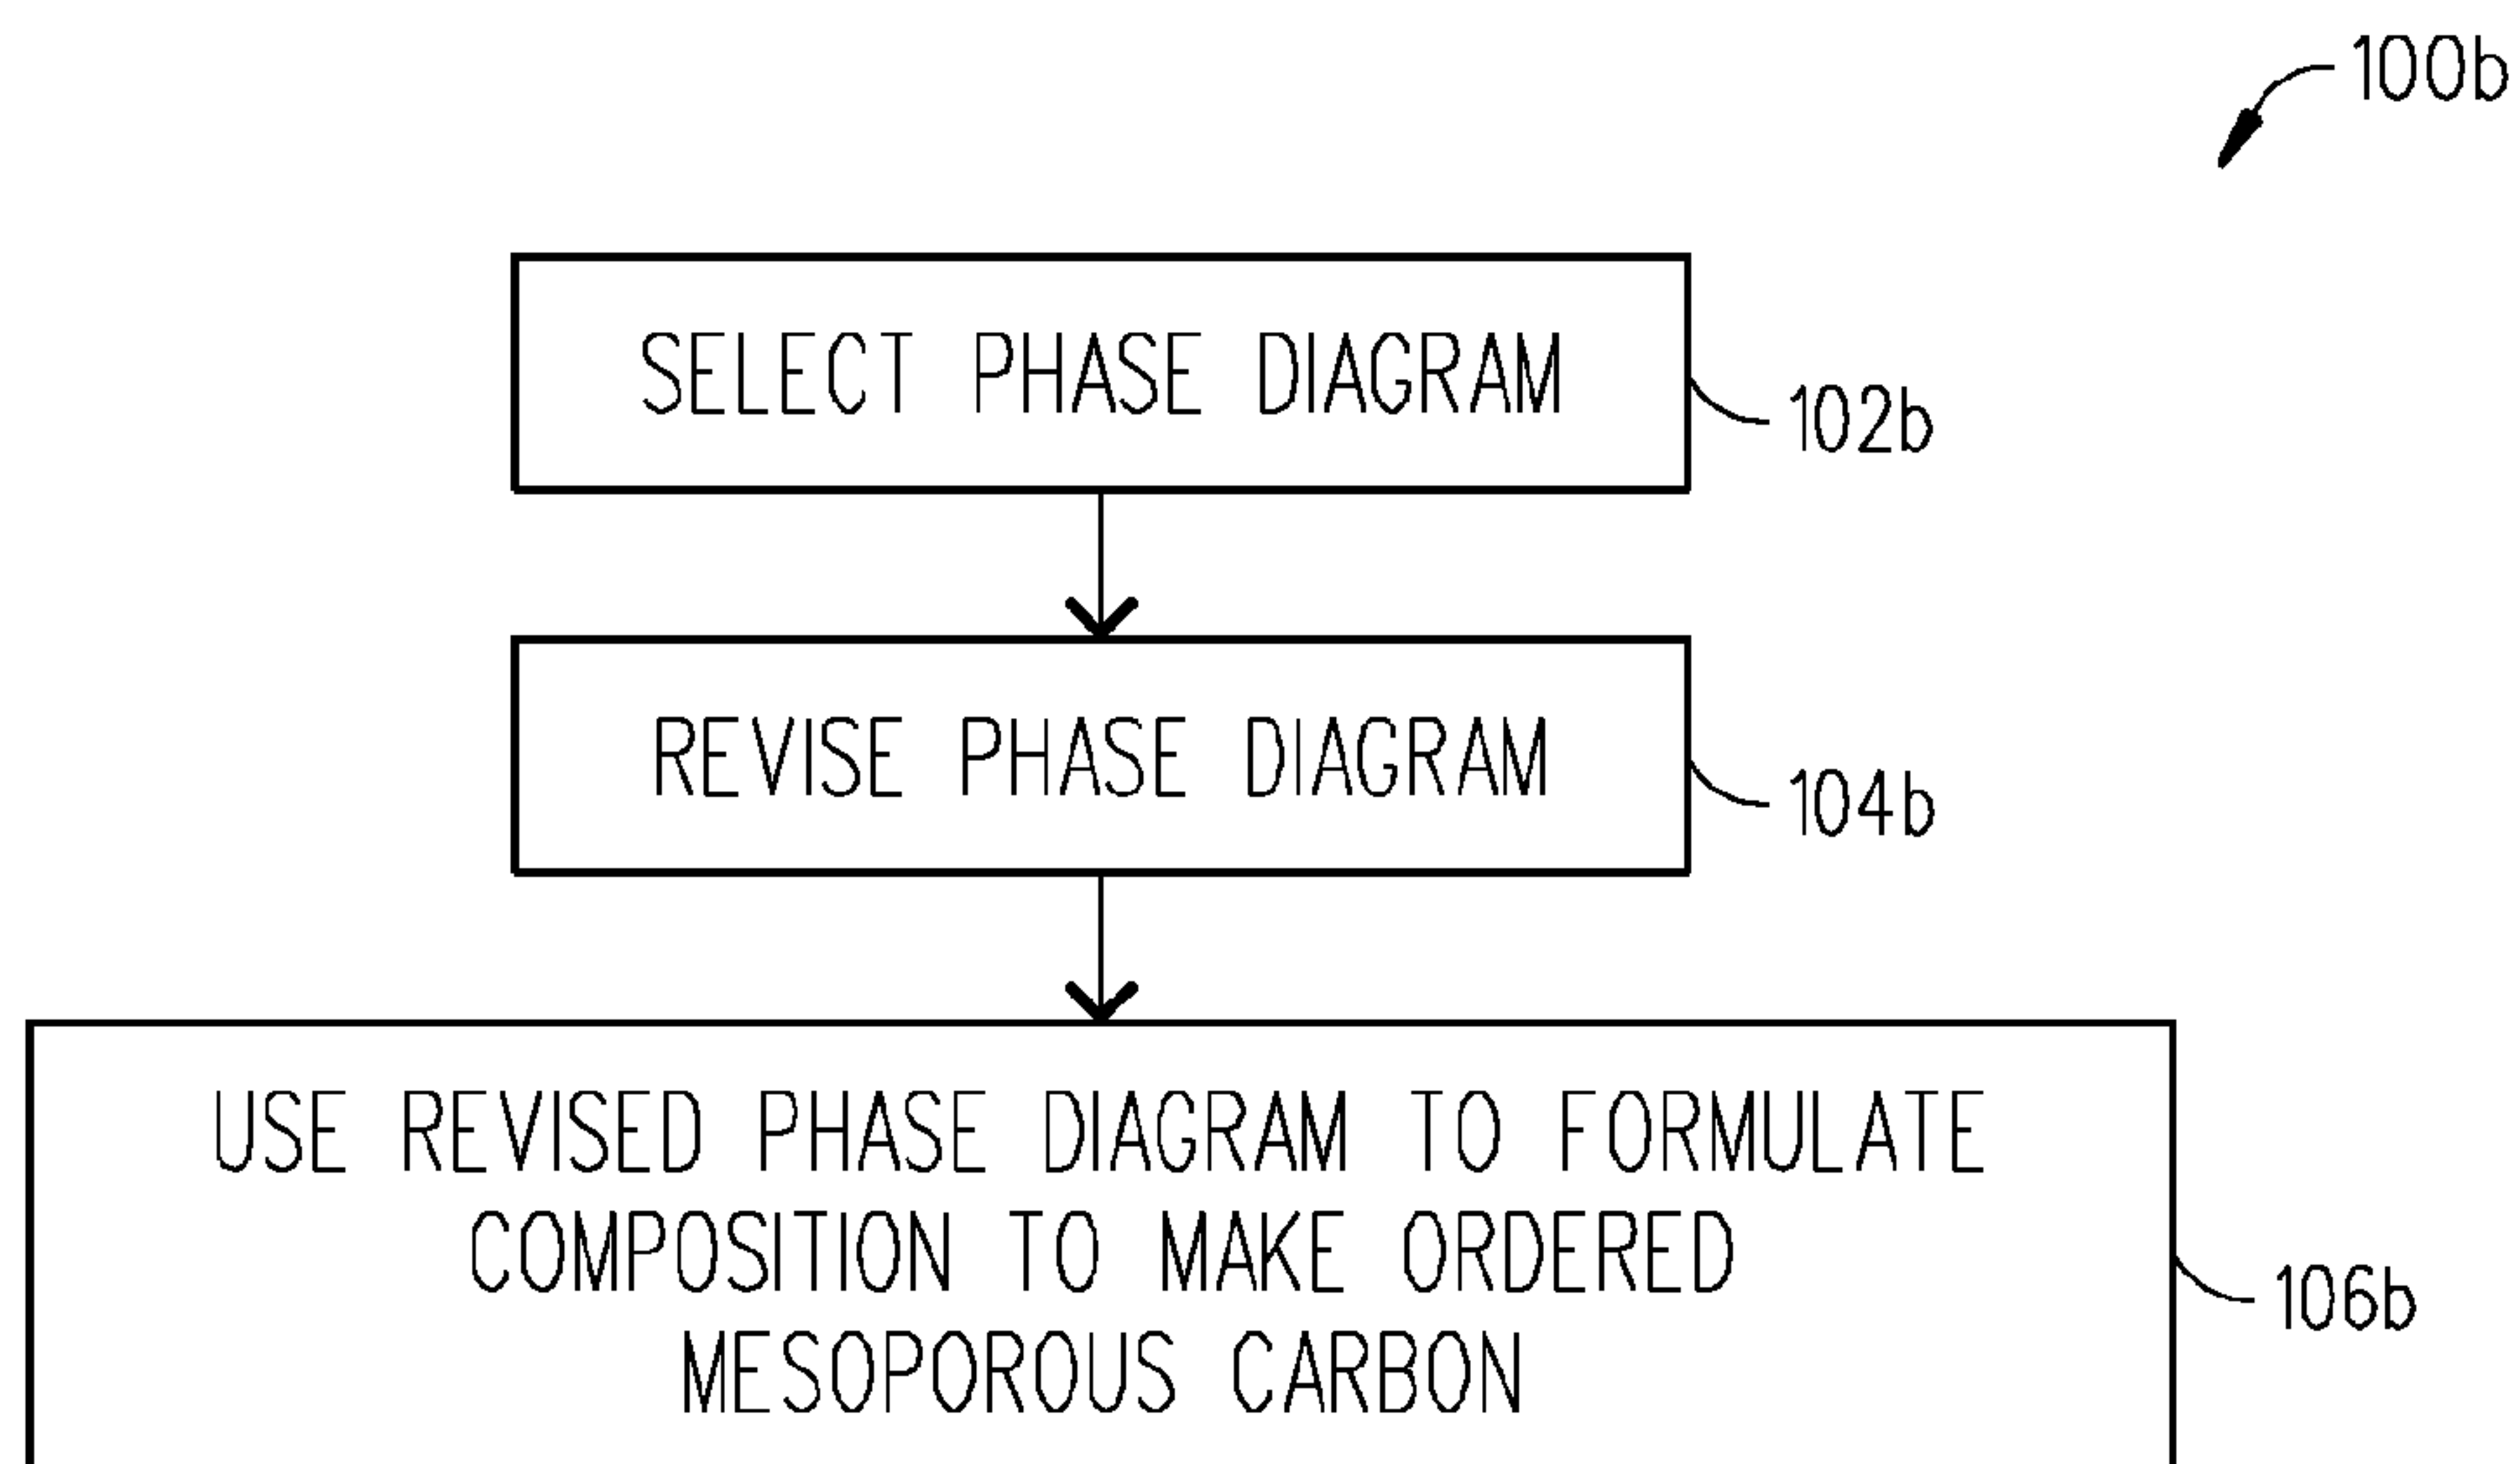 100b
SELECT PHASE DIAGRAM
102b
REVISE PHASE DIAGRAM
104b
USE REVISED PHASE DIAGRAM TO FORMULATE
COMPOSITION TO MAKE ORDERED
MESOPOROUS CARBON
106b